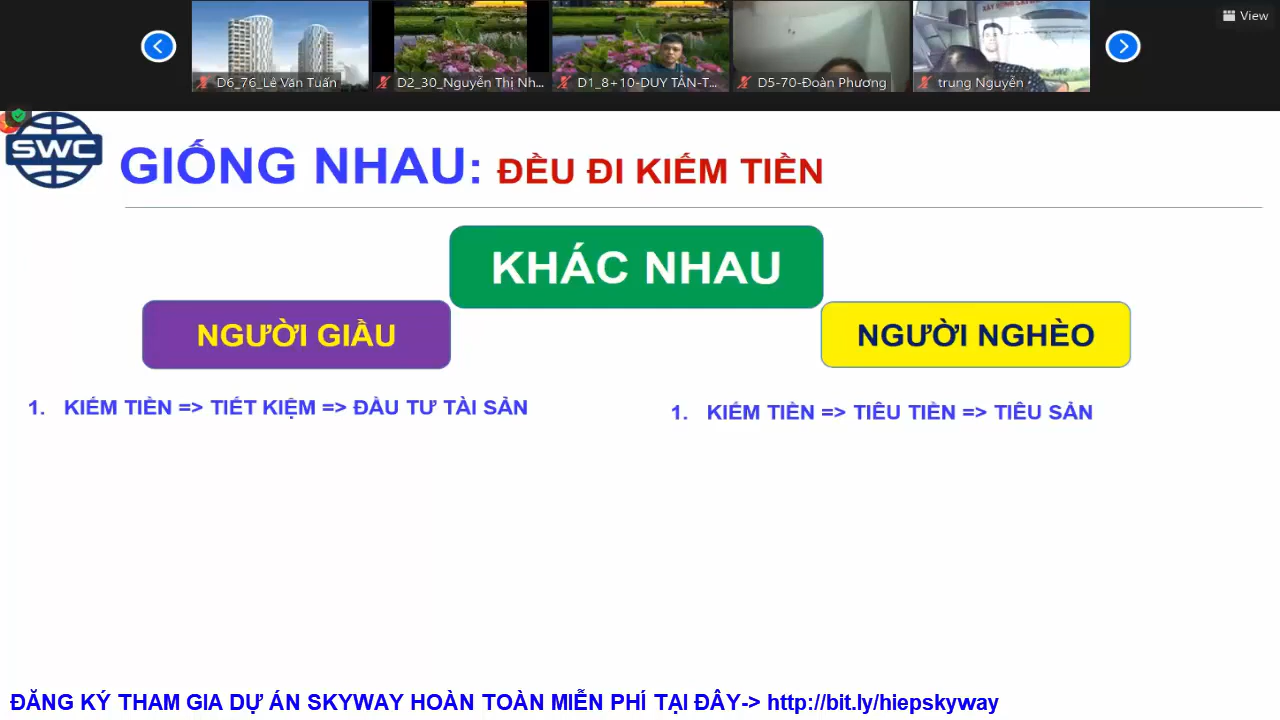 View
D6_76_Lê Văn Tuấn
D2_30_Nguyễn Thị Nh...
D1_8+10-DUY TÂN-T...
D5-70-Đoàn Phương
trung Nguyễn
SWC
GIỐNG NHAU: ĐỀU ĐI KIẾM TIỀN
KHÁC NHAU
NGƯỜI GIẦU
NGƯỜI NGHÈO
1. KIẾM TIỀN => TIẾT KIỆM => ĐẦU TƯ TÀI SẢN
1. KIẾM TIỀN => TIÊU TIỀN => TIÊU SẢN
ĐĂNG KÝ THAM GIA DỰ ÁN SKYWAY HOÀN TOÀN MIỄN PHÍ TẠI ĐÂY-> http://bit.ly/hiepskyway